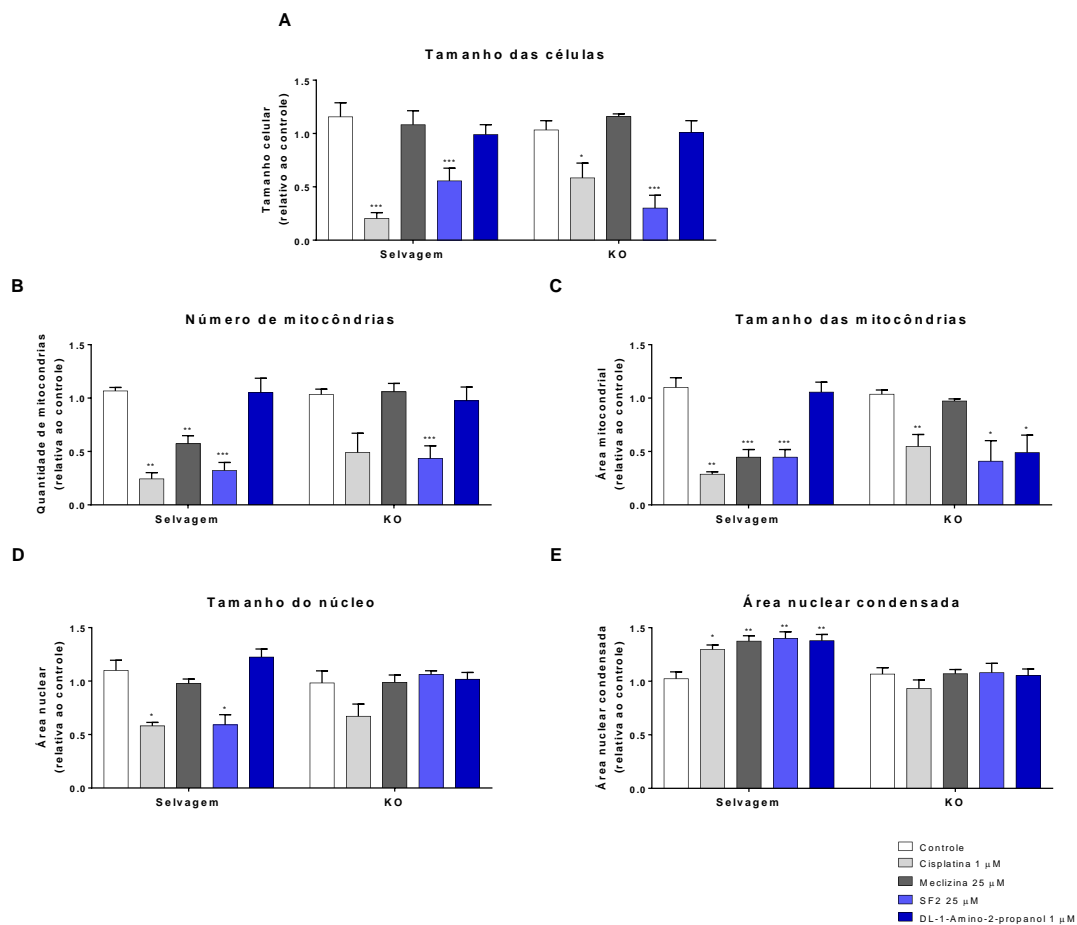 A
Tamanho das células
Tamanho celular
(relativo ao controle)
1.5
1.0
0.5
0.0
***
***
*
***
Selvagem KO
B
Número de mitocôndrias
Quantidade de mitocondrias
(relativa ao controle)
1.5
1.0
0.5
0.0
**
**
***
***
Selvagem KO
C
Tamanho das mitocôndrias
Área mitocondrial
(relativa ao controle)
1.5
1.0
0.5
0.0
**
***
***
**
*
*
Selvagem KO
D
Tamanho do núcleo
Área nuclear
(relativa ao controle)
1.5
1.0
0.5
0.0
*
*
Selvagem KO
E
Área nuclear condensada
Área nuclear condensada
(relativa ao controle)
1.5
1.0
0.5
0.0
*
**
**
**
Selvagem KO
Controle
Cisplatina 1 µM
Meclizina 25 µM
SF2 25 µM
DL-1-Amino-2-propanol 1 µM